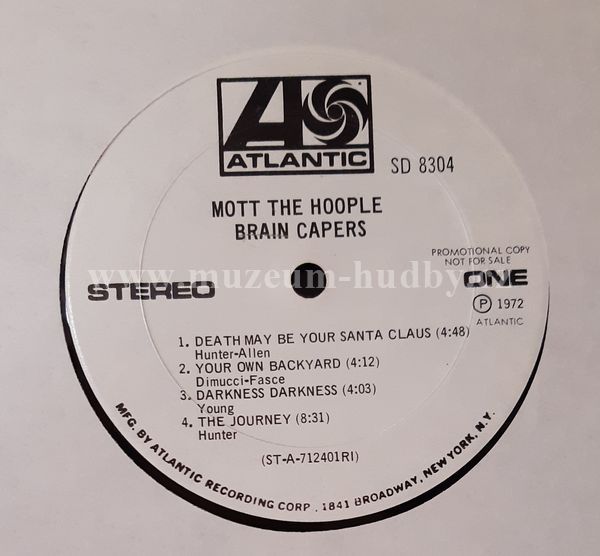 ATLANTIC
SD 8304
MOTT THE HOOPLE
BRAIN CAPERS
PROMOTIONAL COPY
NOT FOR SALE
STEREO
ONE
Ⓟ 1972
ATLANTIC
www.muzeum-hudby
1. DEATH MAY BE YOUR SANTA CLAUS (4:48)
Hunter-Allen
2. YOUR OWN BACKYARD (4:12)
Dimucci-Fasce
3. DARKNESS DARKNESS (4:03)
Young
4. THE JOURNEY (8:31)
Hunter
(ST-A-712401RI)
MFG. BY ATLANTIC RECORDING CORP., 1841 BROADWAY, NEW YORK, N.Y.